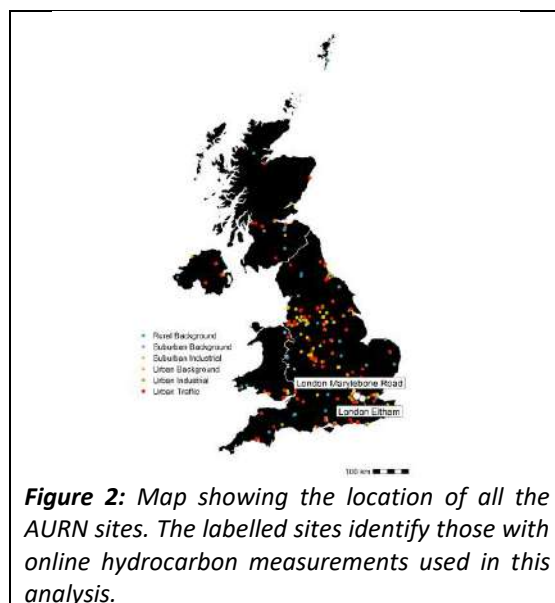 Rural Background
Suburban Background
Suburban Industrial
Urban Background
Urban Industrial
Urban Traffic
London Marylebone Road
London Eltham
100 km
Figure 2: Map showing the location of all the
AURN sites. The labelled sites identify those with
online hydrocarbon measurements used in this
analysis.